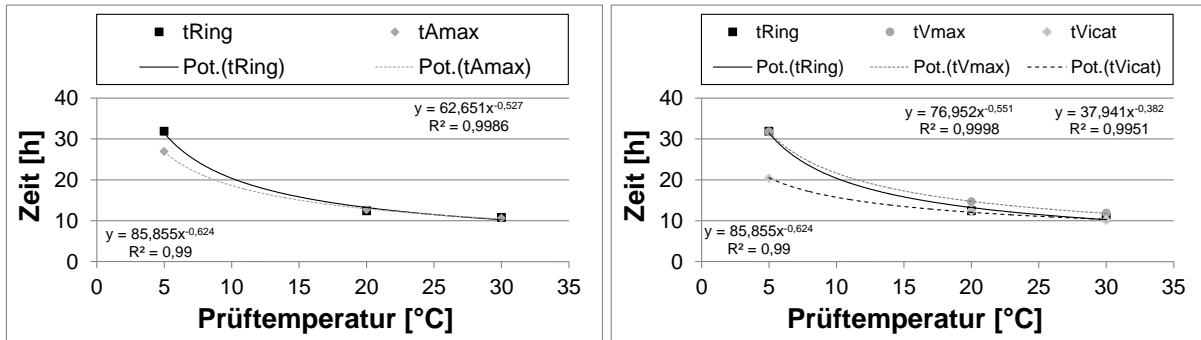 tRing tAmax
Pot.(tRing) Pot.(tAmax)
40
30
20
10
0
Zeit [h]
y = 62,651x^-0,527
R² = 0,9986
y = 85,855x^-0,624
R² = 0,99
0 5 10 15 20 25 30 35
Prüftemperatur [°C]
tRing tVmax tVicat
Pot.(tRing) Pot.(tVmax) Pot.(tVicat)
40
30
20
10
0
Zeit [h]
y = 76,952x^-0,551
R² = 0,9998
y = 37,941x^-0,382
R² = 0,9951
y = 85,855x^-0,624
R² = 0,99
0 5 10 15 20 25 30 35
Prüftemperatur [°C]